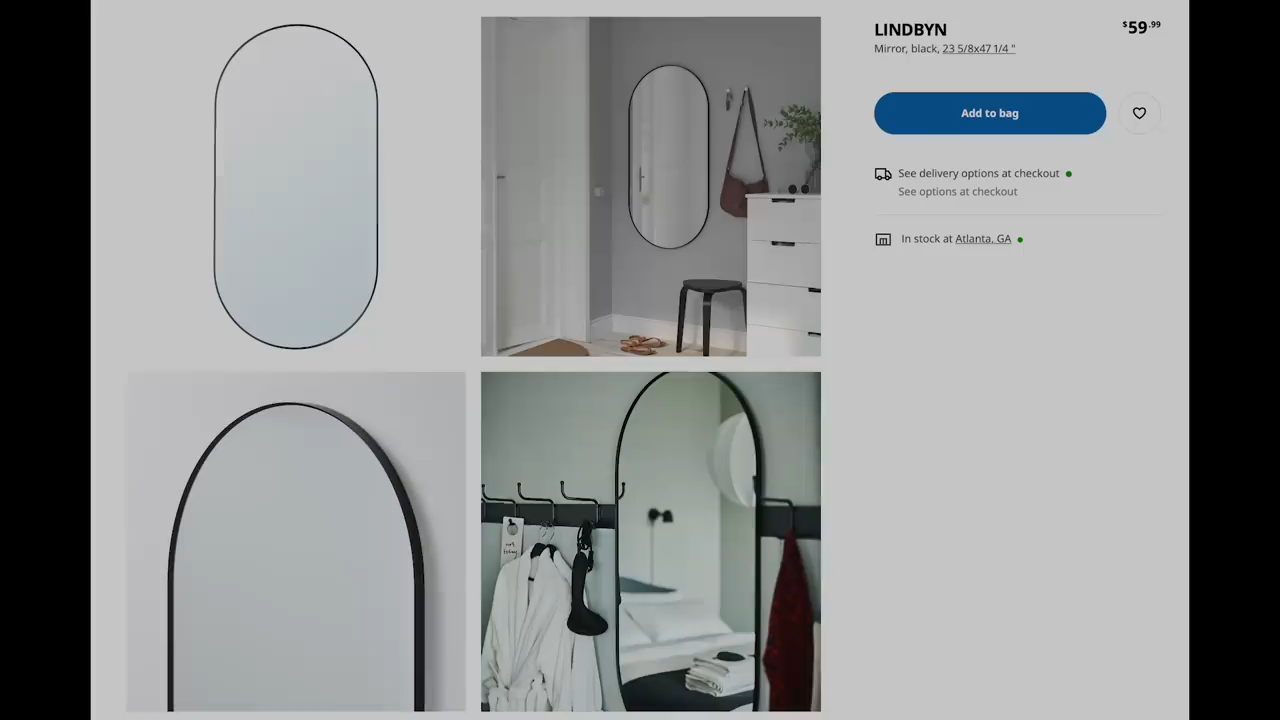 LINDBYN
$59.99
Mirror, black, 23 5/8x47 1/4 "
Add to bag
See delivery options at checkout
See options at checkout
In stock at Atlanta, GA